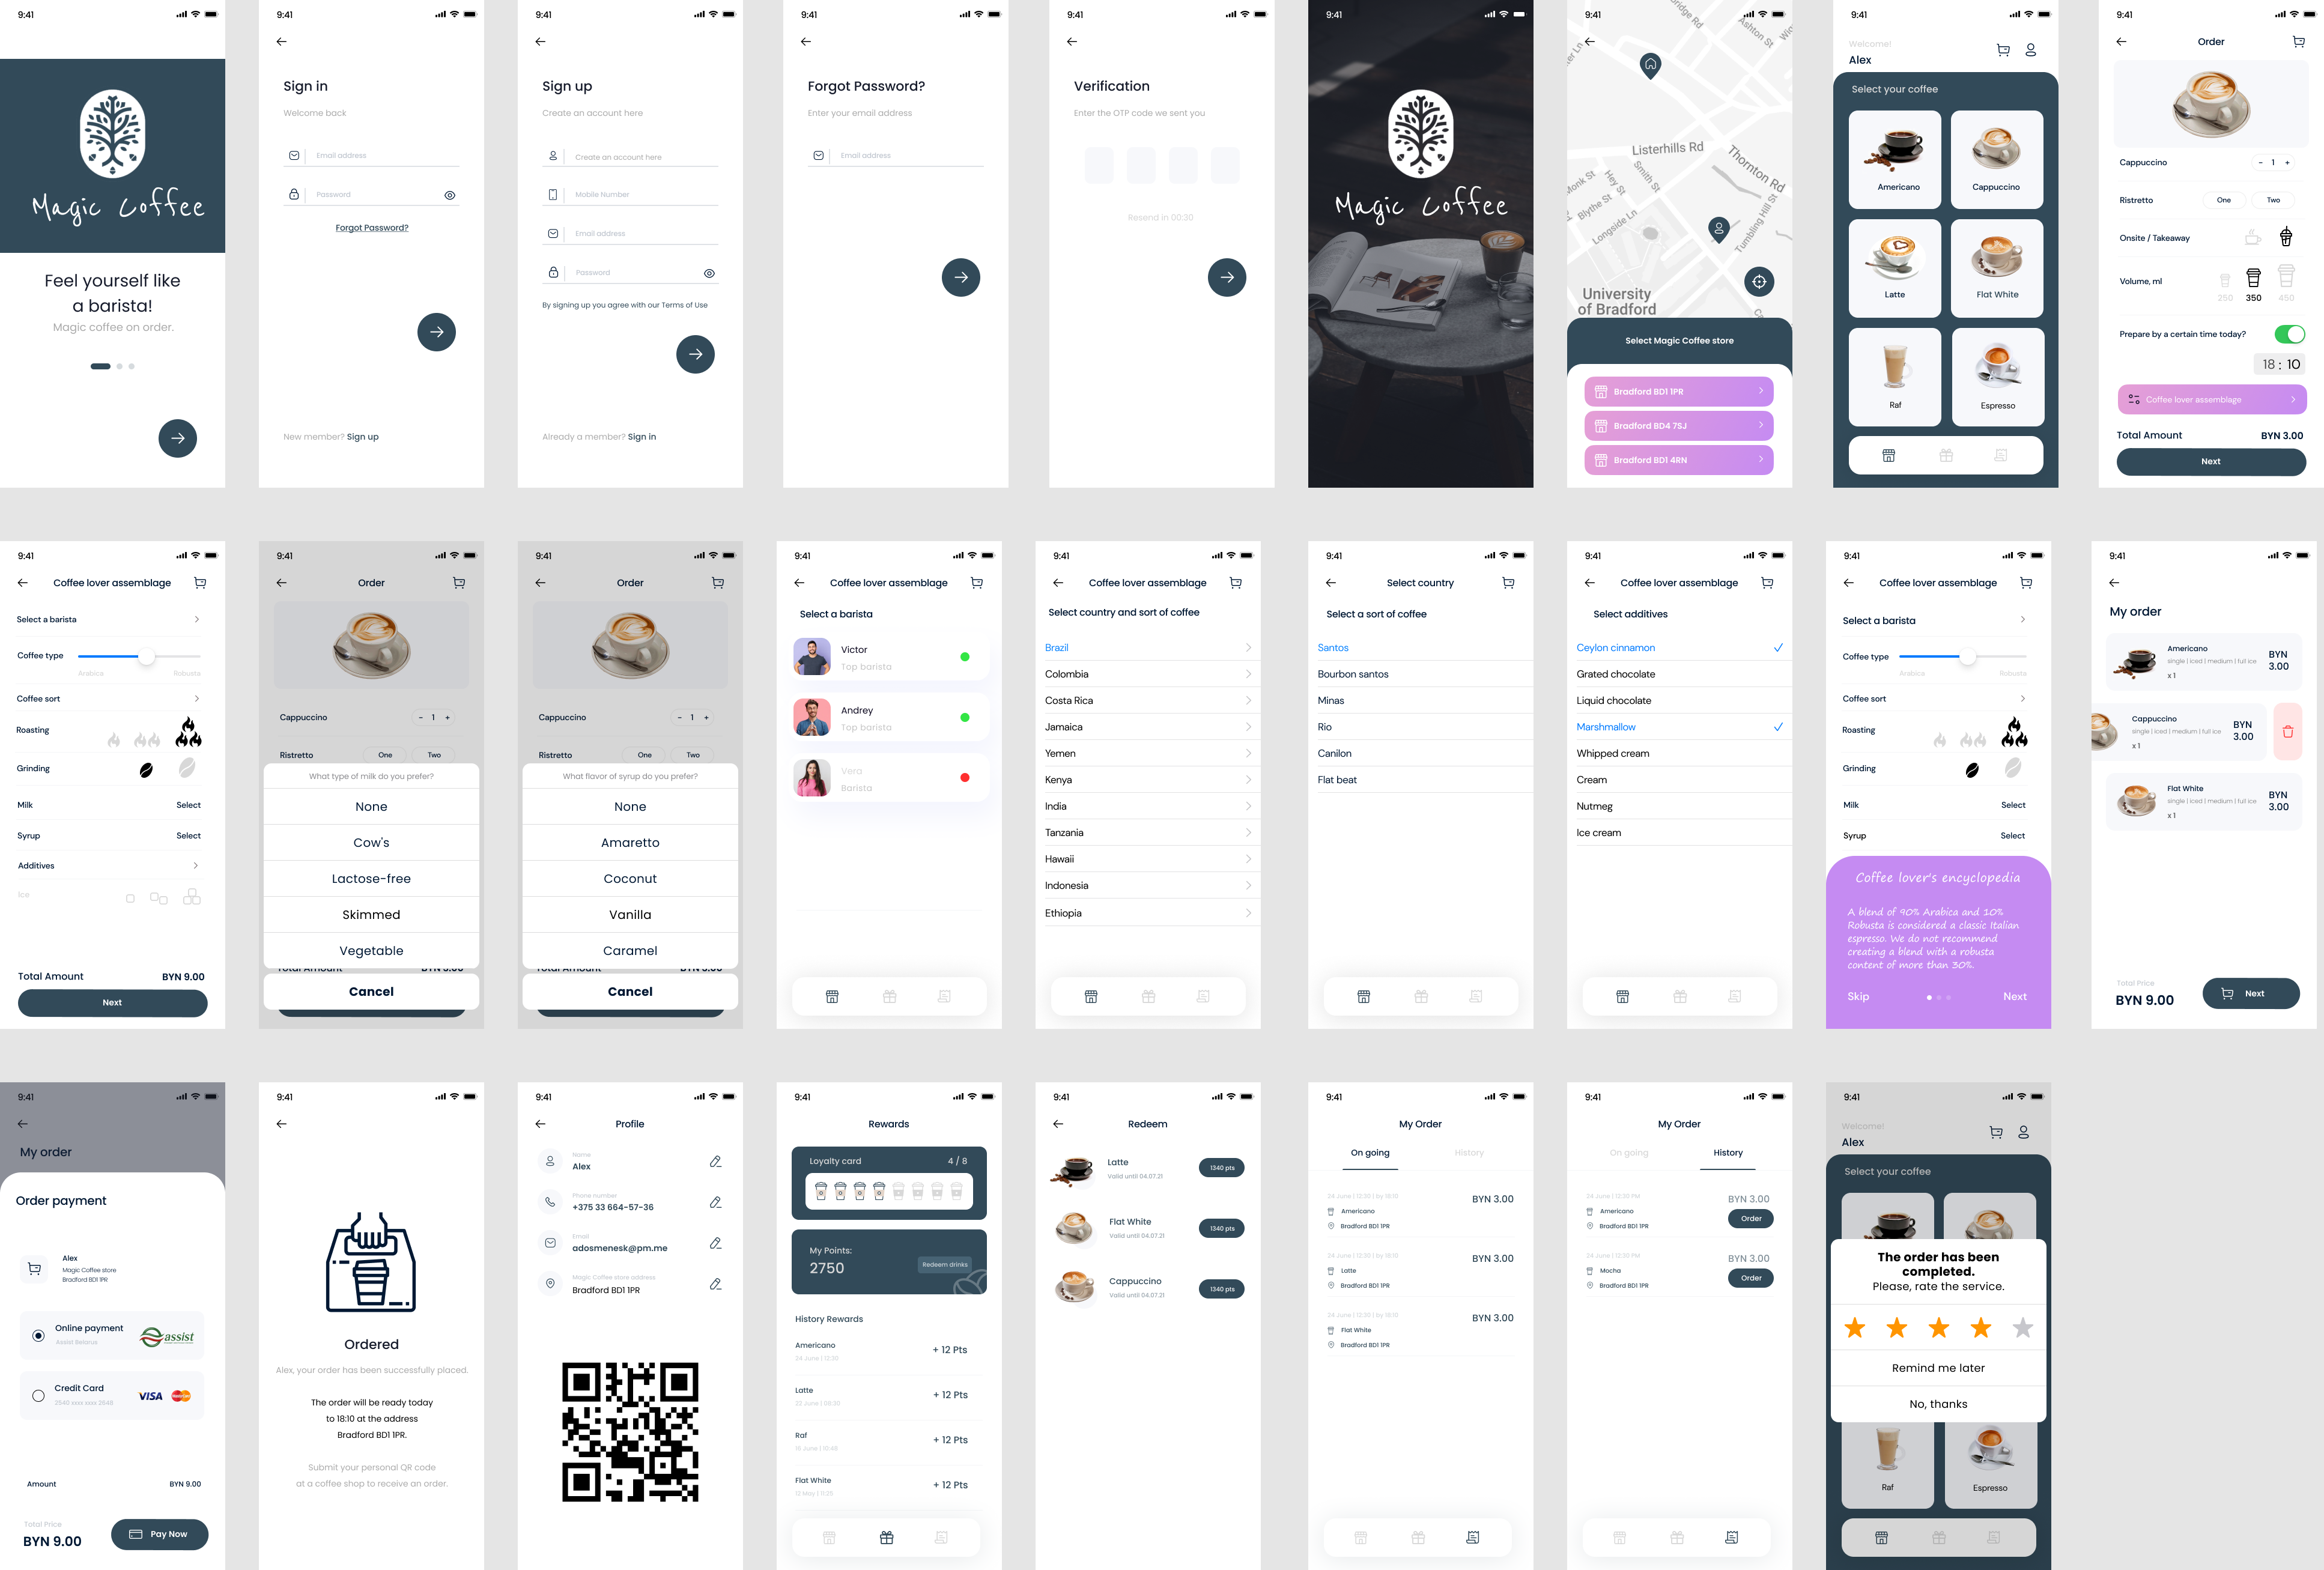 9:41
Magic Coffee
Feel yourself like
a barista!
Magic coffee on order.
9:41
Sign in
Welcome back
Email address
Password
Forgot Password?
New member? Sign up
9:41
Sign up
Create an account here
Create an account here
Mobile Number
Email address
Password
By signing up you agree with our Terms of Use
Already a member? Sign in
9:41
Forgot Password?
Enter your email address
Email address
9:41
Verification
Enter the OTP code we sent you
Resend in 00:30
9:41
Magic Coffee
9:41
Ashton St
Listerhills Rd
Thornton Rd
Smith St
Hey St
Monk St
Blythe St
Longside Ln
Tumbling Hill St
University
of Bradford
Select Magic Coffee store
Bradford BD1 1PR
Bradford BD4 7SJ
Bradford BD1 4RN
9:41
Welcome!
Alex
Select your coffee
Americano
Cappuccino
Latte
Flat White
Raf
Espresso
9:41
Order
Cappuccino
- 1 +
Ristretto
One
Two
Onsite / Takeaway
Volume, ml
250
350
450
Prepare by a certain time today?
18 : 10
Coffee lover assemblage
Total Amount
BYN 3.00
Next
9:41
Coffee lover assemblage
Select a barista
Coffee type
Arabica
Robusta
Coffee sort
Roasting
Grinding
Milk
Select
Syrup
Select
Additives
Ice
Total Amount
BYN 9.00
Next
9:41
Order
Cappuccino
- 1 +
Ristretto
One
Two
What type of milk do you prefer?
None
Cow's
Lactose-free
Skimmed
Vegetable
Cancel
9:41
Order
Cappuccino
- 1 +
Ristretto
One
Two
What flavor of syrup do you prefer?
None
Amaretto
Coconut
Vanilla
Caramel
Cancel
9:41
Coffee lover assemblage
Select a barista
Victor
Top barista
Andrey
Top barista
Vera
Barista
9:41
Coffee lover assemblage
Select country and sort of coffee
Brazil
Colombia
Costa Rica
Jamaica
Yemen
Kenya
India
Tanzania
Hawaii
Indonesia
Ethiopia
9:41
Select country
Select a sort of coffee
Santos
Bourbon santos
Minas
Rio
Canilon
Flat beat
9:41
Coffee lover assemblage
Select additives
Ceylon cinnamon
Grated chocolate
Liquid chocolate
Marshmallow
Whipped cream
Cream
Nutmeg
Ice cream
9:41
Coffee lover assemblage
Select a barista
Coffee type
Arabica
Robusta
Coffee sort
Roasting
Grinding
Milk
Select
Syrup
Select
Coffee lover's encyclopedia
A blend of 90% Arabica and 10%
Robusta is considered a classic Italian
espresso. We do not recommend
creating a blend with a robusta
content of more than 30%.
Skip
Next
9:41
My order
Americano
single | iced | medium | full ice
x 1
BYN
3.00
Cappuccino
single | iced | medium | full ice
x 1
BYN
3.00
Flat White
single | iced | medium | full ice
x 1
BYN
3.00
Total Price
BYN 9.00
Next
9:41
My order
Order payment
Alex
Magic Coffee store
Bradford BD1 1PR
Online payment
Assist Belarus
assist
Credit Card
2540 xxxx xxxx 2648
VISA
Amount
BYN 9.00
Total Price
BYN 9.00
Pay Now
9:41
Ordered
Alex, your order has been successfully placed.
The order will be ready today
to 18:10 at the address
Bradford BD1 1PR.
Submit your personal QR code
at a coffee shop to receive an order.
9:41
Profile
Name
Alex
Phone number
+375 33 664-57-36
Email
adosmenesk@pm.me
Magic Coffee store address
Bradford BD1 1PR
9:41
Rewards
Loyalty card
4 / 8
My Points:
2750
Redeem drinks
History Rewards
Americano
24 June | 12:30
+ 12 Pts
Latte
22 June | 08:30
+ 12 Pts
Raf
16 June | 10:48
+ 12 Pts
Flat White
12 May | 11:25
+ 12 Pts
9:41
Redeem
Latte
Valid until 04.07.21
1340 pts
Flat White
Valid until 04.07.21
1340 pts
Cappuccino
Valid until 04.07.21
1340 pts
9:41
My Order
On going
History
24 June | 12:30 | by 18:10
BYN 3.00
Americano
Bradford BD1 1PR
24 June | 12:30 | by 18:10
BYN 3.00
Latte
Bradford BD1 1PR
24 June | 12:30 | by 18:10
BYN 3.00
Flat White
Bradford BD1 1PR
9:41
My Order
On going
History
24 June | 12:30 PM
BYN 3.00
Americano
Bradford BD1 1PR
Order
24 June | 12:30 PM
BYN 3.00
Mocha
Bradford BD1 1PR
Order
9:41
Welcome!
Alex
Select your coffee
The order has been
completed.
Please, rate the service.
Remind me later
No, thanks
Raf
Espresso